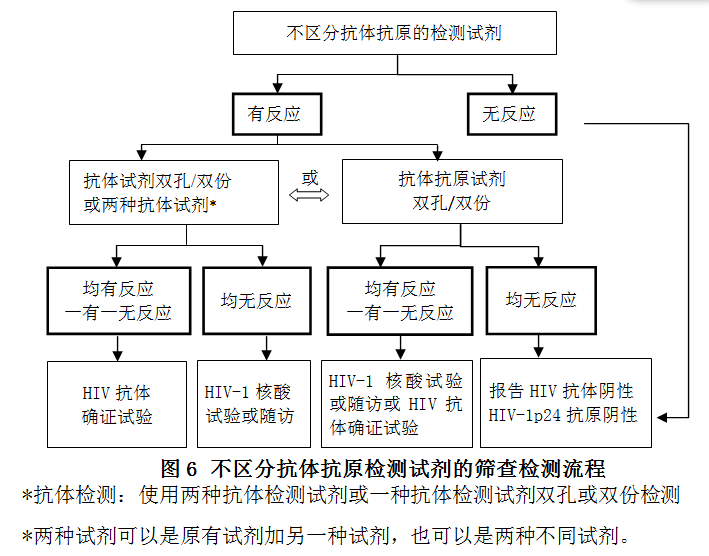 不区分抗体抗原的检测试剂
有反应
无反应
抗体试剂双孔/双份
或两种抗体试剂*
或
抗体抗原试剂
双孔/双份
均有反应
一有一无反应
均无反应
均有反应
一有一无反应
均无反应
HIV 抗体
确证试验
HIV-1 核酸
试验或随访
HIV-1 核酸试验
或随访或 HIV 抗
体确证试验
报告 HIV 抗体阴性
HIV-1p24 抗原阴性
图 6 不区分抗体抗原检测试剂的筛查检测流程
*抗体检测：使用两种抗体检测试剂或一种抗体检测试剂双孔或双份检测
*两种试剂可以是原有试剂加另一种试剂，也可以是两种不同试剂。